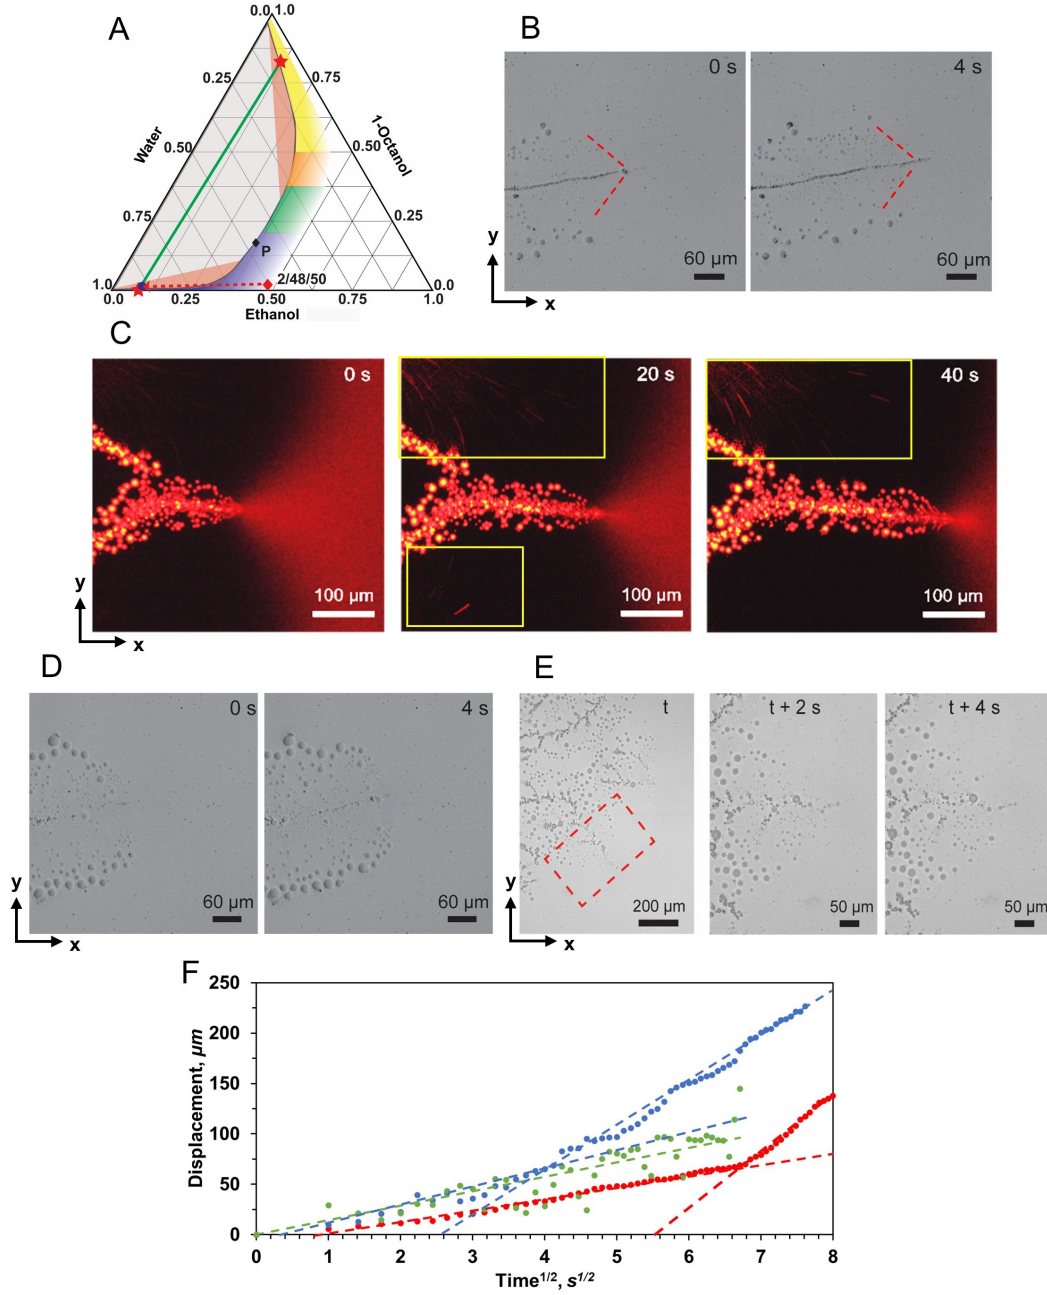 A
0.0 1.0
0.25
0.75
Water
1-Octanol
0.50
0.50
0.75
0.25
P
2/48/50
1.0
0.0
0.0
0.25
0.50
0.75
1.0
Ethanol
B
0 s
4 s
60 µm
60 µm
y
x
C
0 s
20 s
40 s
100 µm
100 µm
100 µm
y
x
D
0 s
4 s
60 µm
60 µm
y
x
E
t
t + 2 s
t + 4 s
200 µm
50 µm
50 µm
y
x
F
250
200
150
100
50
0
Displacement, µm
0 1 2 3 4 5 6 7 8
Time1/2, s1/2